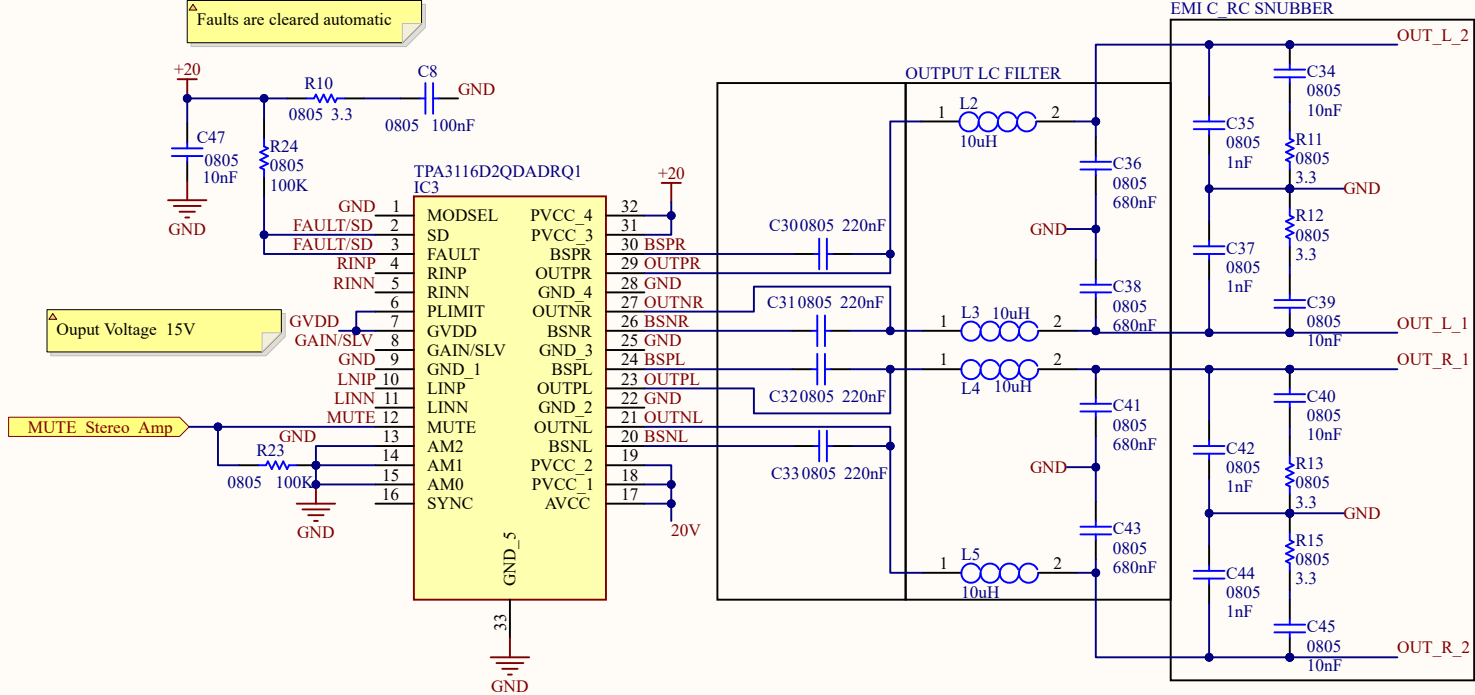 Faults are cleared automatic
+20
R10
0805 3.3
C8
0805 100nF
GND
C47
0805
10nF
GND
R24
0805
100K
Ouput Voltage 15V
MUTE_Stereo_Amp
R23
0805 100K
GND
GND
TPA3116D2QDADRQ1
IC3
GND 1 MODSEL
FAULT/SD 2 SD
FAULT/SD 3 FAULT
RINP 4 RINP
RINN 5 RINN
6 PLIMIT
GVDD 7 GVDD
GAIN/SLV 8 GAIN/SLV
GND 9 GND_1
LNIP 10 LINP
LINN 11 LINN
MUTE 12 MUTE
13 AM2
14 AM1
15 AM0
16 SYNC
PVCC_4 32
PVCC_3 31
BSPR 30 BSPR
OUTPR 29 OUTPR
GND_4 28 GND
OUTNR 27 OUTNR
BSNR 26 BSNR
GND_3 25 GND
BSPL 24 BSPL
OUTPL 23 OUTPL
GND_2 22 GND
OUTNL 21 OUTNL
BSNL 20 BSNL
PVCC_2 19
PVCC_1 18
AVCC 17
GND_5
33
GND
+20
20V
C30 0805 220nF
C31 0805 220nF
C32 0805 220nF
C33 0805 220nF
OUTPUT LC FILTER
1 L2 2
10uH
1 L3 10uH 2
1 L4 10uH 2
1 L5 2
10uH
C36
0805
680nF
GND
C38
0805
680nF
C41
0805
680nF
GND
C43
0805
680nF
EMI C_RC SNUBBER
OUT_L_2
C35
0805
1nF
C34
0805
10nF
R11
0805
3.3
GND
R12
0805
3.3
C37
0805
1nF
C39
0805
10nF
OUT_L_1
OUT_R_1
C40
0805
10nF
C42
0805
1nF
R13
0805
3.3
GND
R15
0805
3.3
C44
0805
1nF
C45
0805
10nF
OUT_R_2